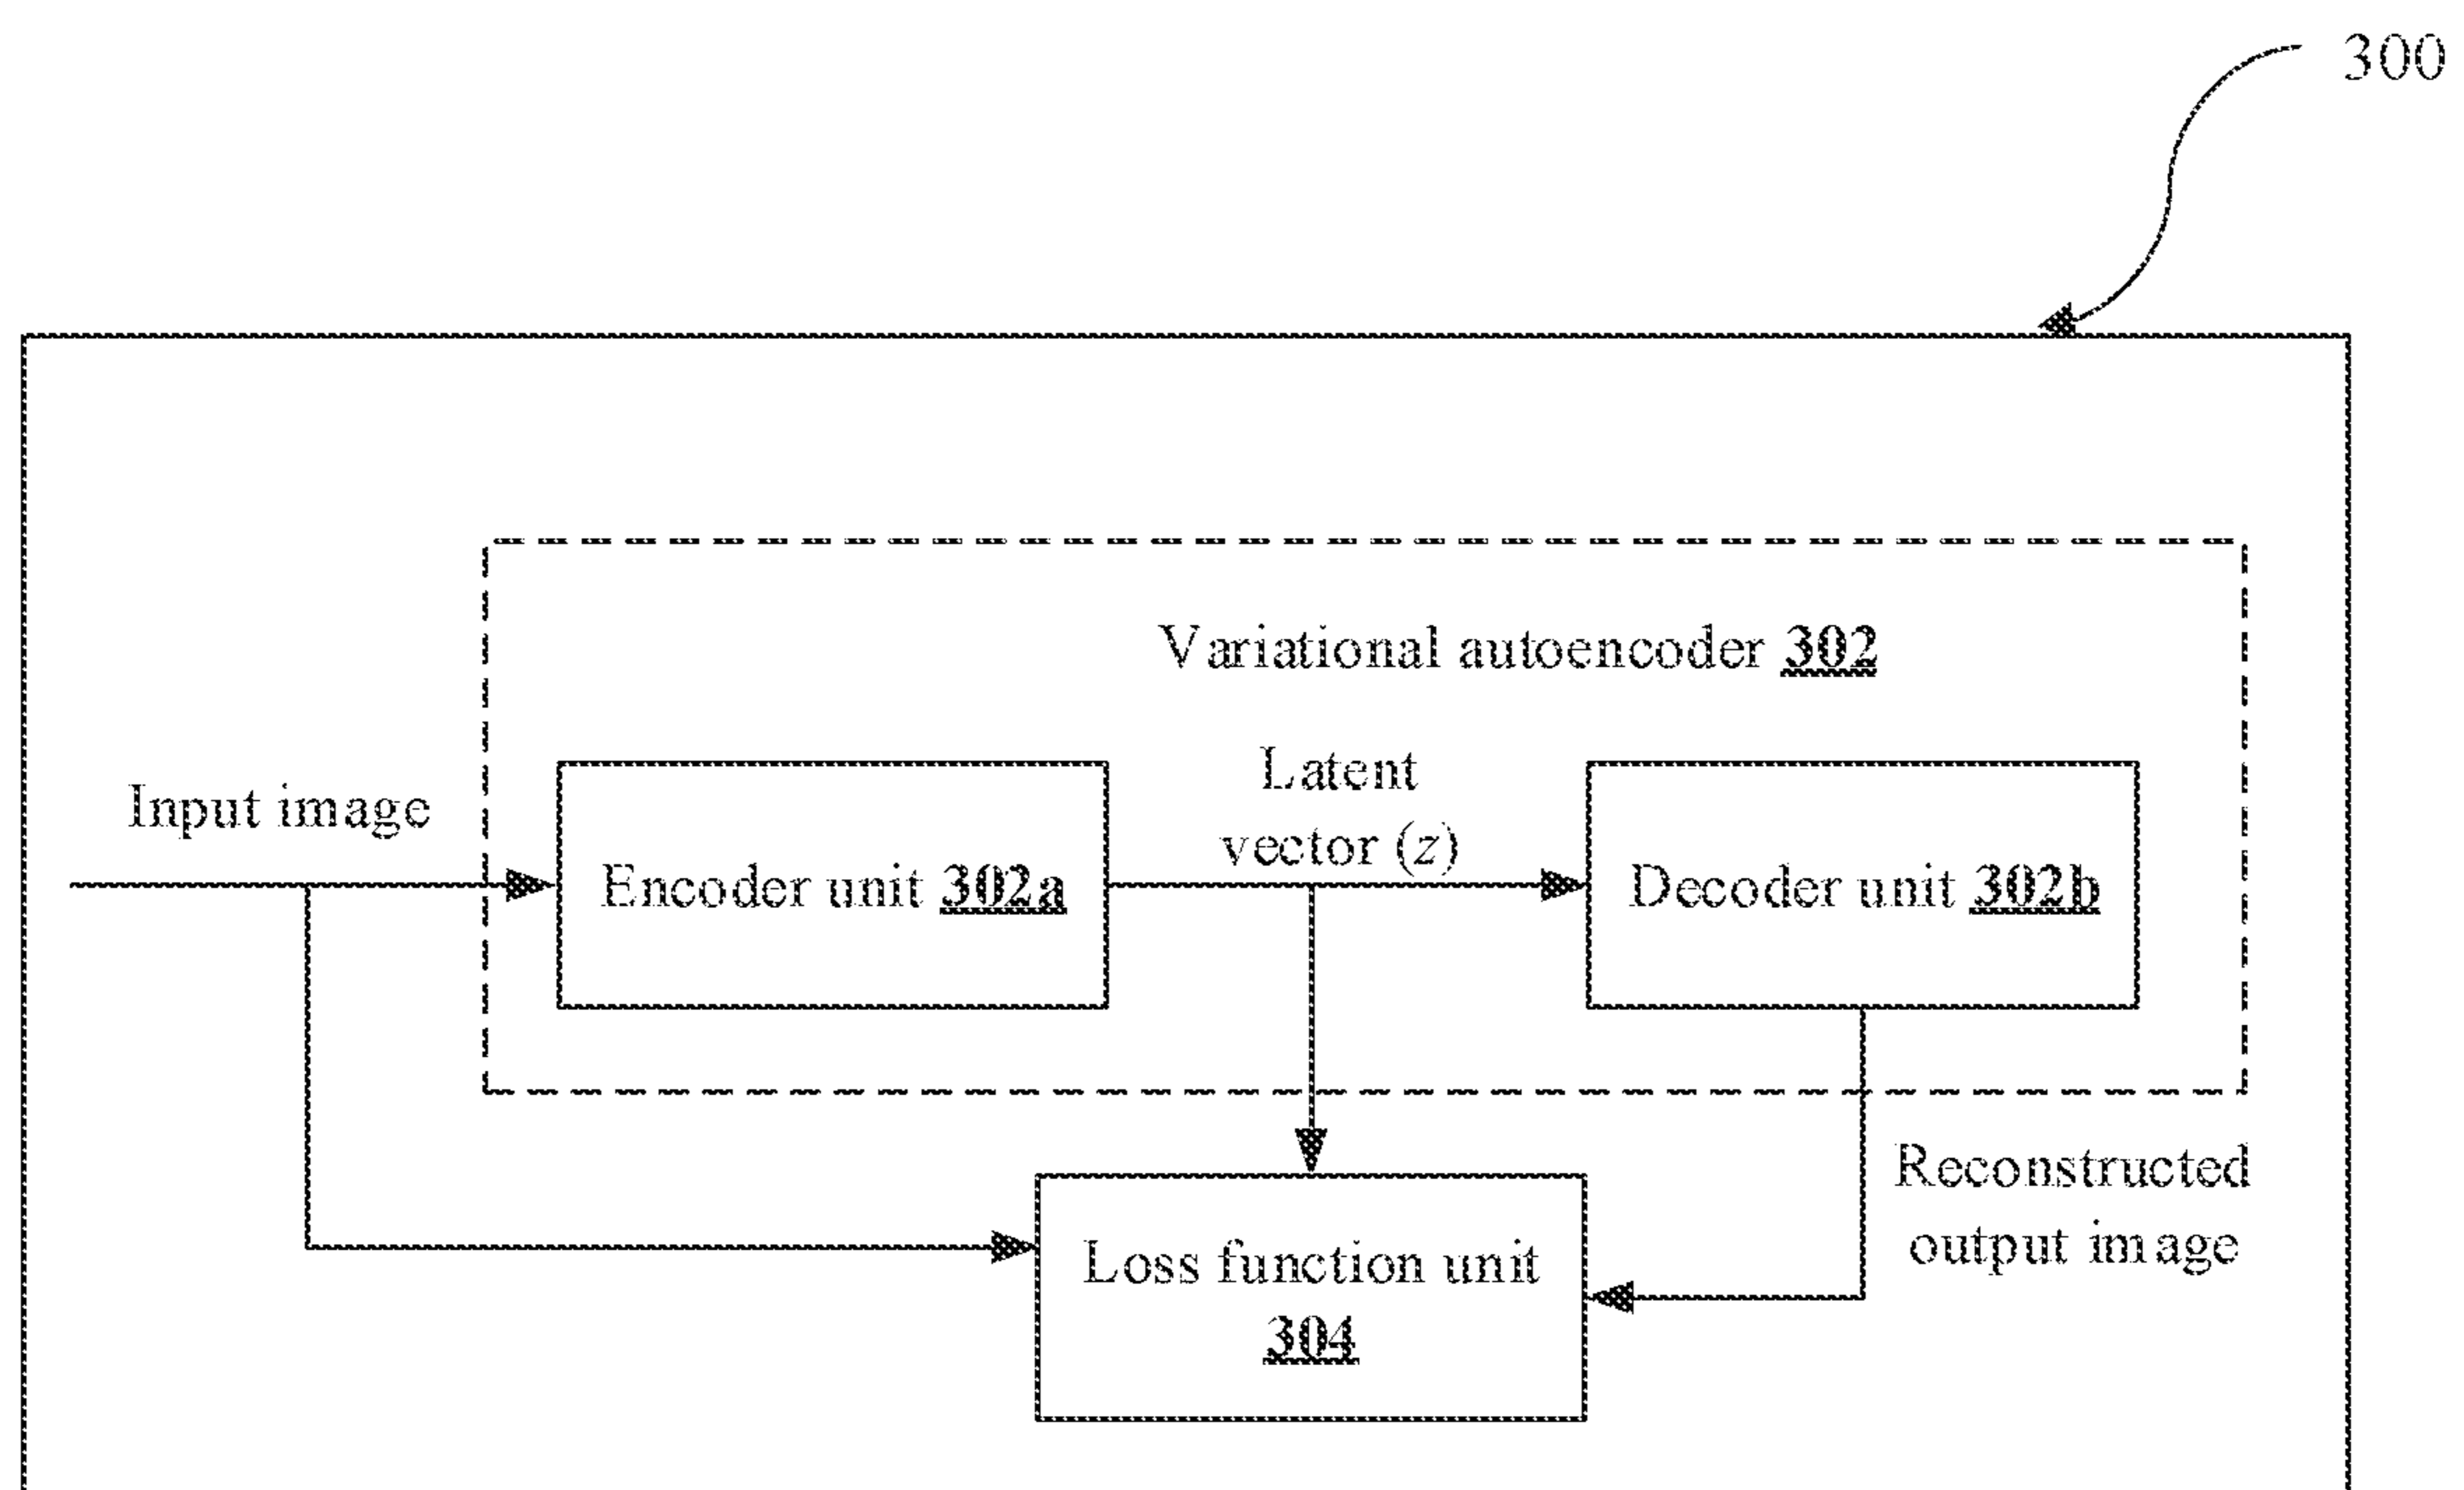 300
Variational autoencoder 302
Input image
Latent
vector (z)
Encoder unit 302a
Decoder unit 302b
Reconstructed
output image
Loss function unit
304